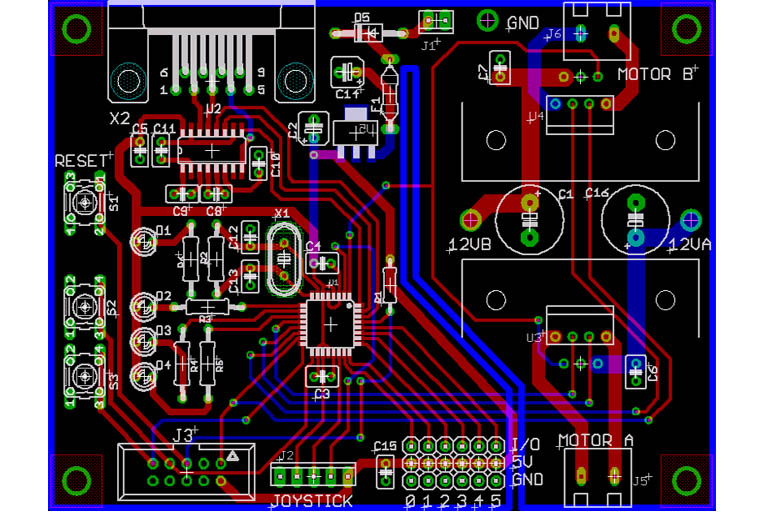 D5
J1
GND
J6
MOTOR B
C7
C14
F1
U4
6 9
1 5
X2
U2
C5 C11
C2
RESET
C10
S1
C9 C8
C1 C16
X1
D1
C12
12VB
12VA
R2
C4
C13
U1
R1
D2
S2
R3
D3
U3
D4
R4
R5
S3
C6
C3
J3
J2
C15
I/O
5V
GND
MOTOR A
J5
JOYSTICK
0 1 2 3 4 5